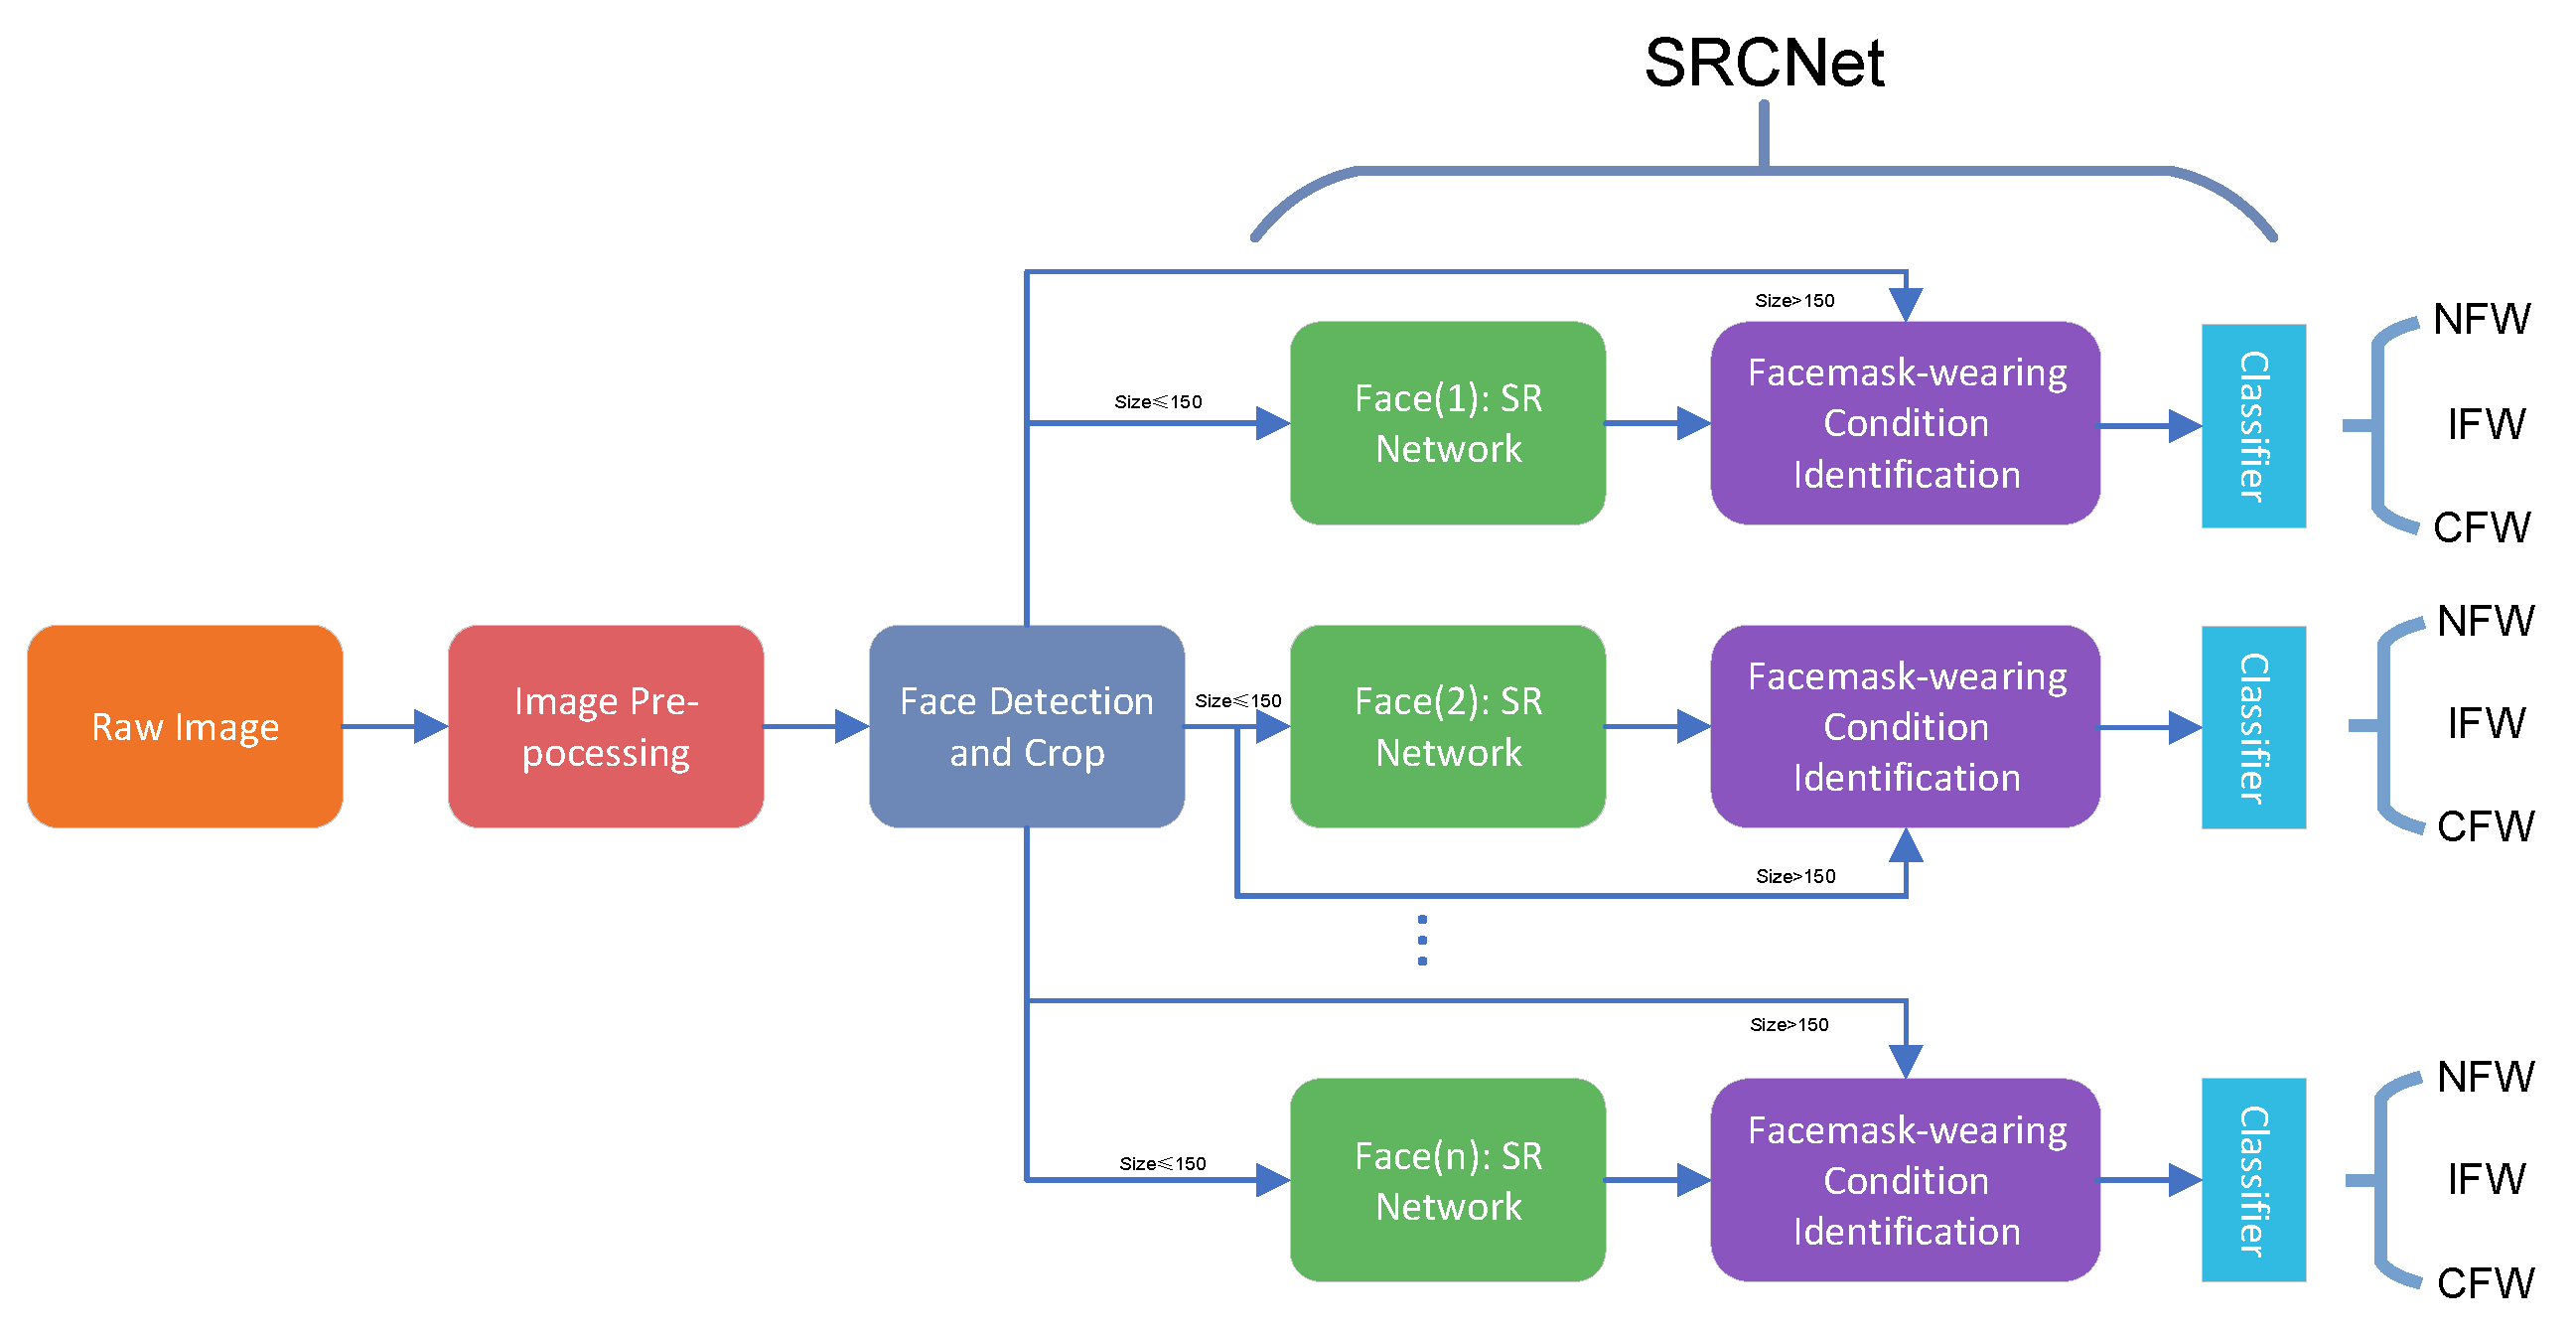 SRCNet
Size>150
Size≤150
Face(1): SR
Network
Facemask-wearing
Condition
Identification
Classifier
NFW
IFW
CFW
Raw Image
Image Pre-
pocessing
Face Detection
and Crop
Size≤150
Face(2): SR
Network
Facemask-wearing
Condition
Identification
Size>150
Classifier
NFW
IFW
CFW
Size>150
Size≤150
Face(n): SR
Network
Facemask-wearing
Condition
Identification
Classifier
NFW
IFW
CFW